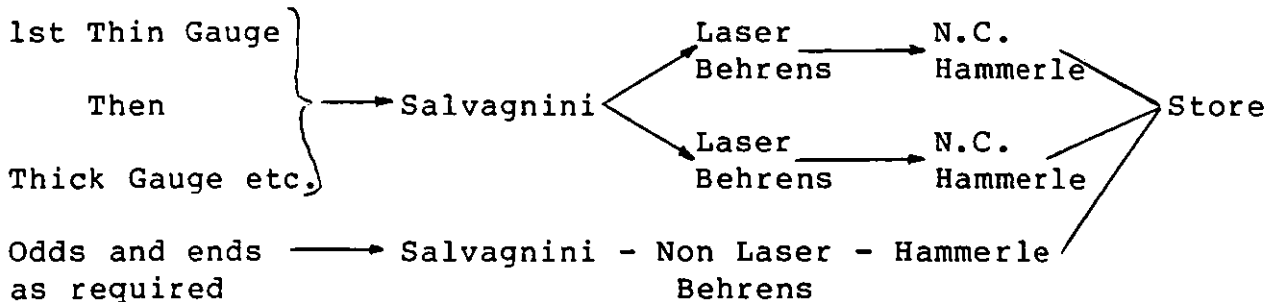 1st Thin Gauge
Then
Thick Gauge etc.
Salvagnini
Laser
Behrens
N.C.
Hammerle
Laser
Behrens
N.C.
Hammerle
Store
Odds and ends
as required
Salvagnini - Non Laser - Hammerle
Behrens